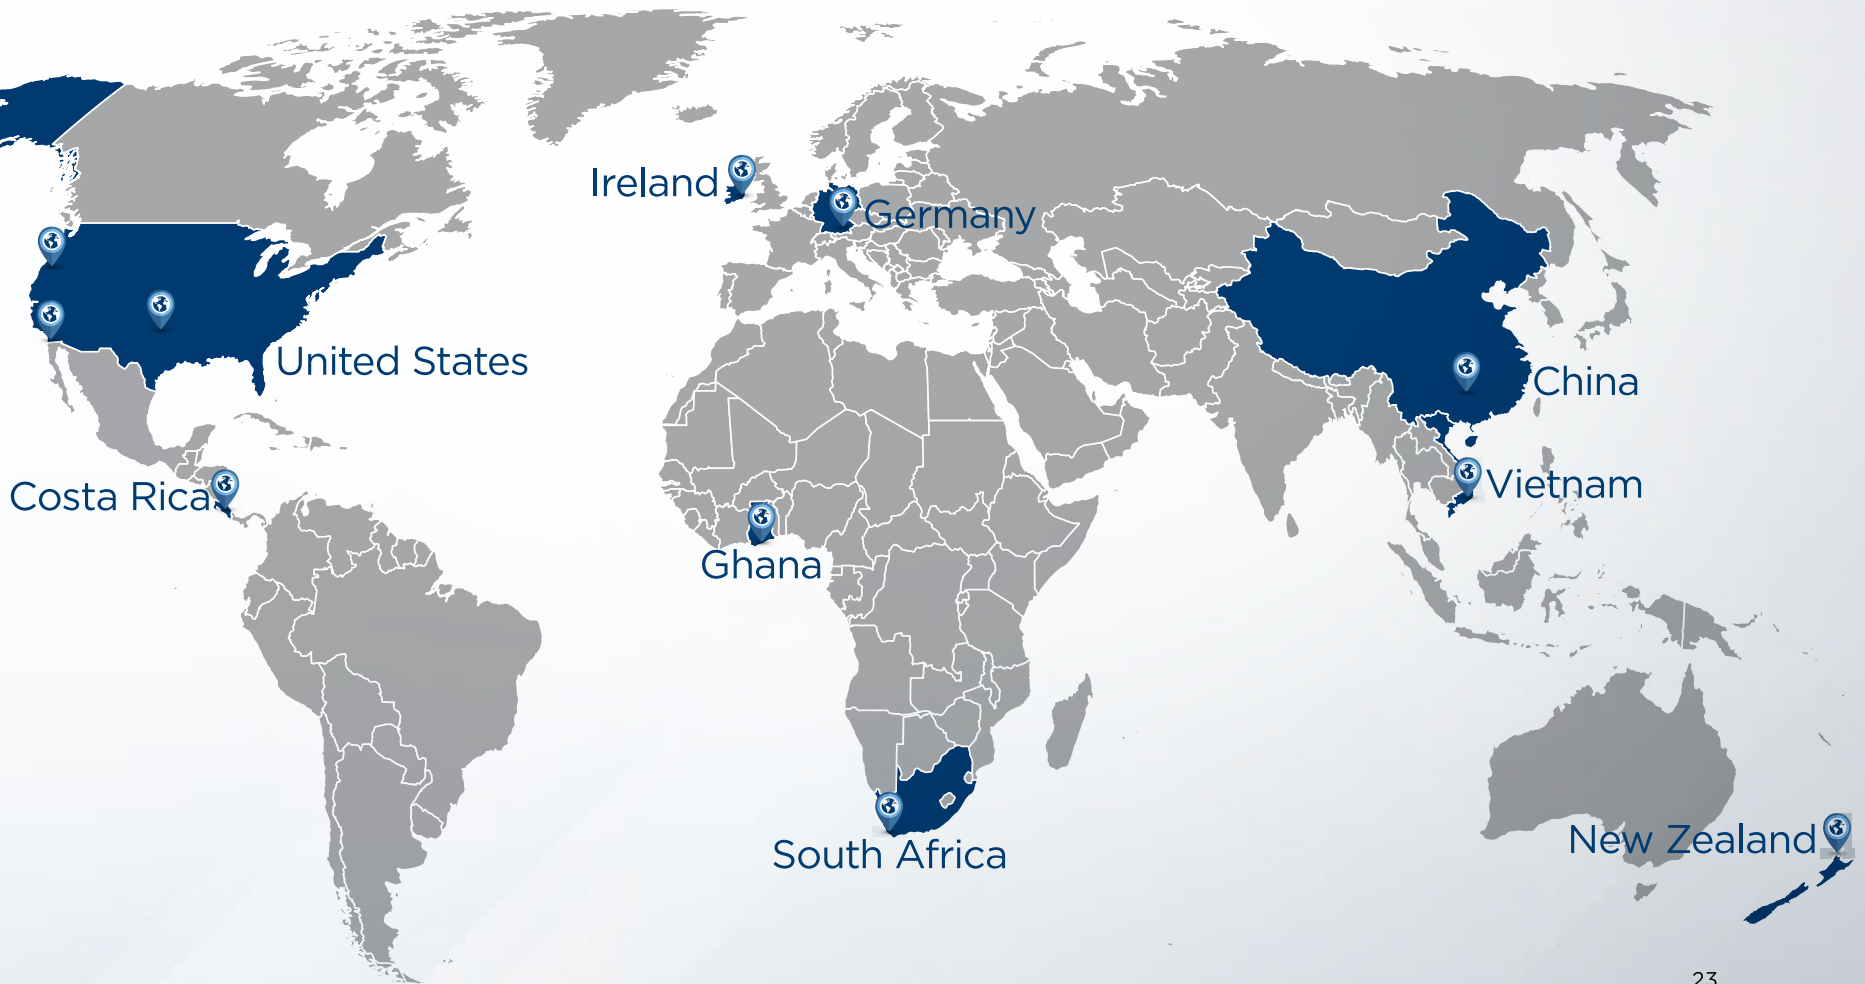 Ireland
Germany
United States
China
Costa Rica
Vietnam
Ghana
South Africa
New Zealand
23